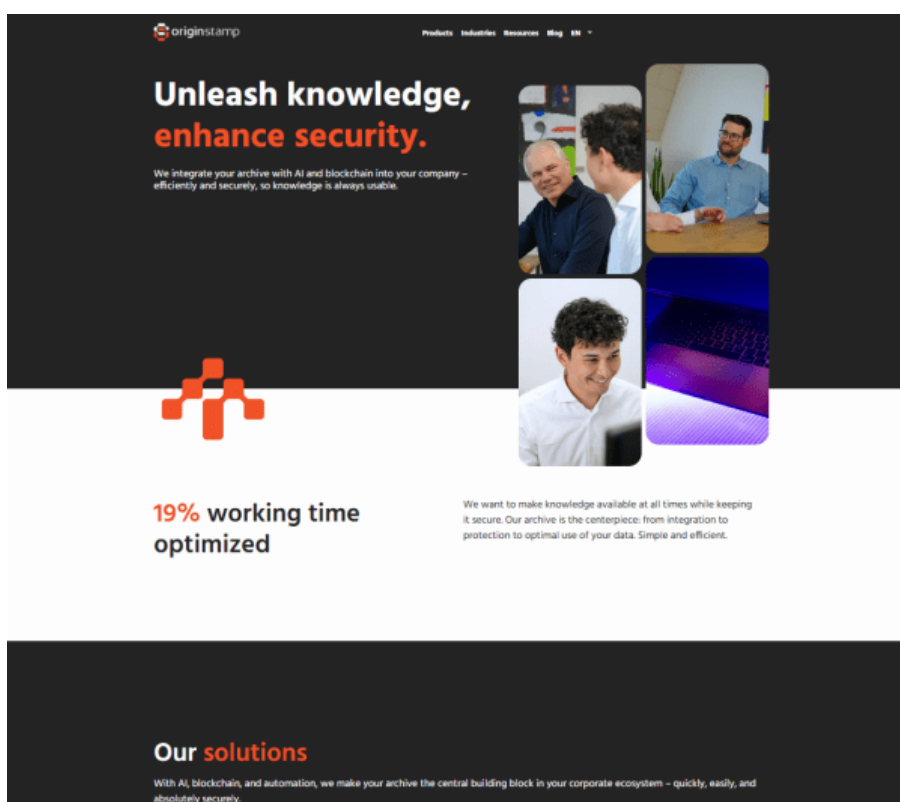 originstamp
Products Industries Resources Blog EN
Unleash knowledge,
enhance security.
We integrate your archive with AI and blockchain into your company –
efficiently and securely, so knowledge is always usable.
19% working time
optimized
We want to make knowledge available at all times while keeping
it secure. Our archive is the centerpiece: from integration to
protection to optimal use of your data. Simple and efficient.
Our solutions
With AI, blockchain, and automation, we make your archive the central building block in your corporate ecosystem – quickly, easily, and
absolutely securely.